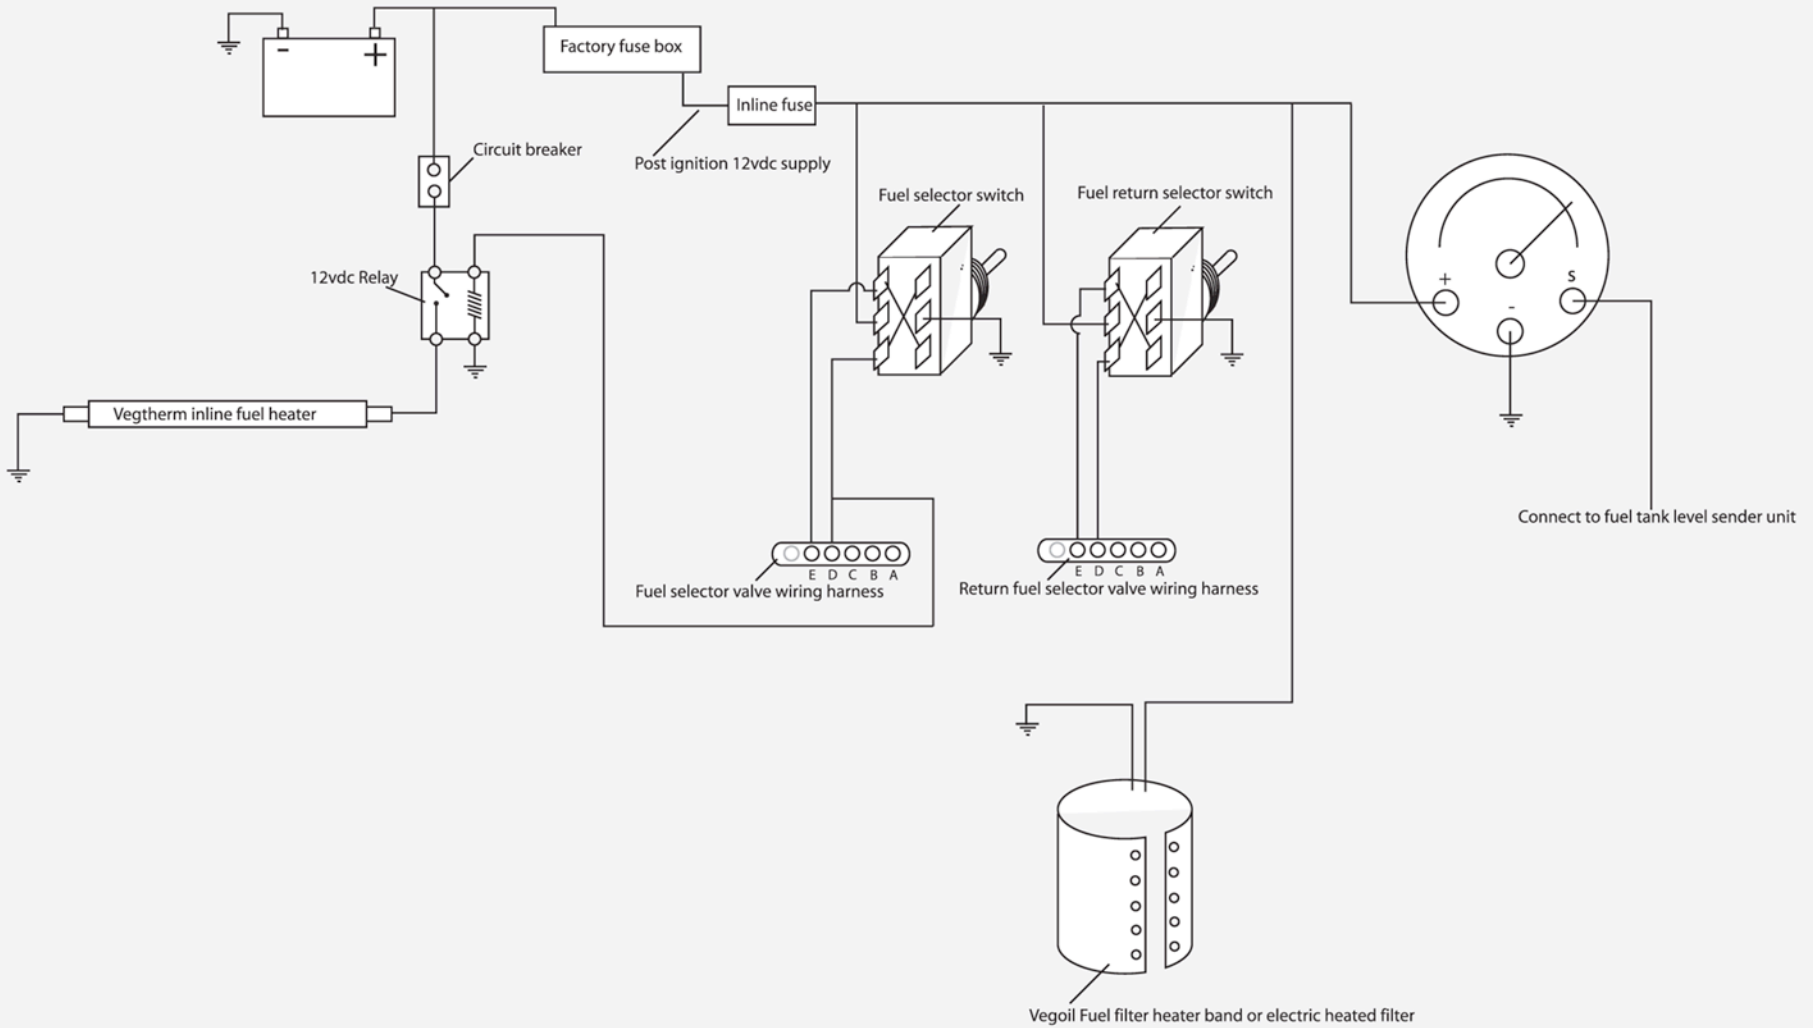 Factory fuse box
Inline fuse
Circuit breaker
Post ignition 12vdc supply
Fuel selector switch
Fuel return selector switch
12vdc Relay
+
S
-
Vegtherm inline fuel heater
Connect to fuel tank level sender unit
E D C B A
Fuel selector valve wiring harness
E D C B A
Return fuel selector valve wiring harness
Vegoil Fuel filter heater band or electric heated filter